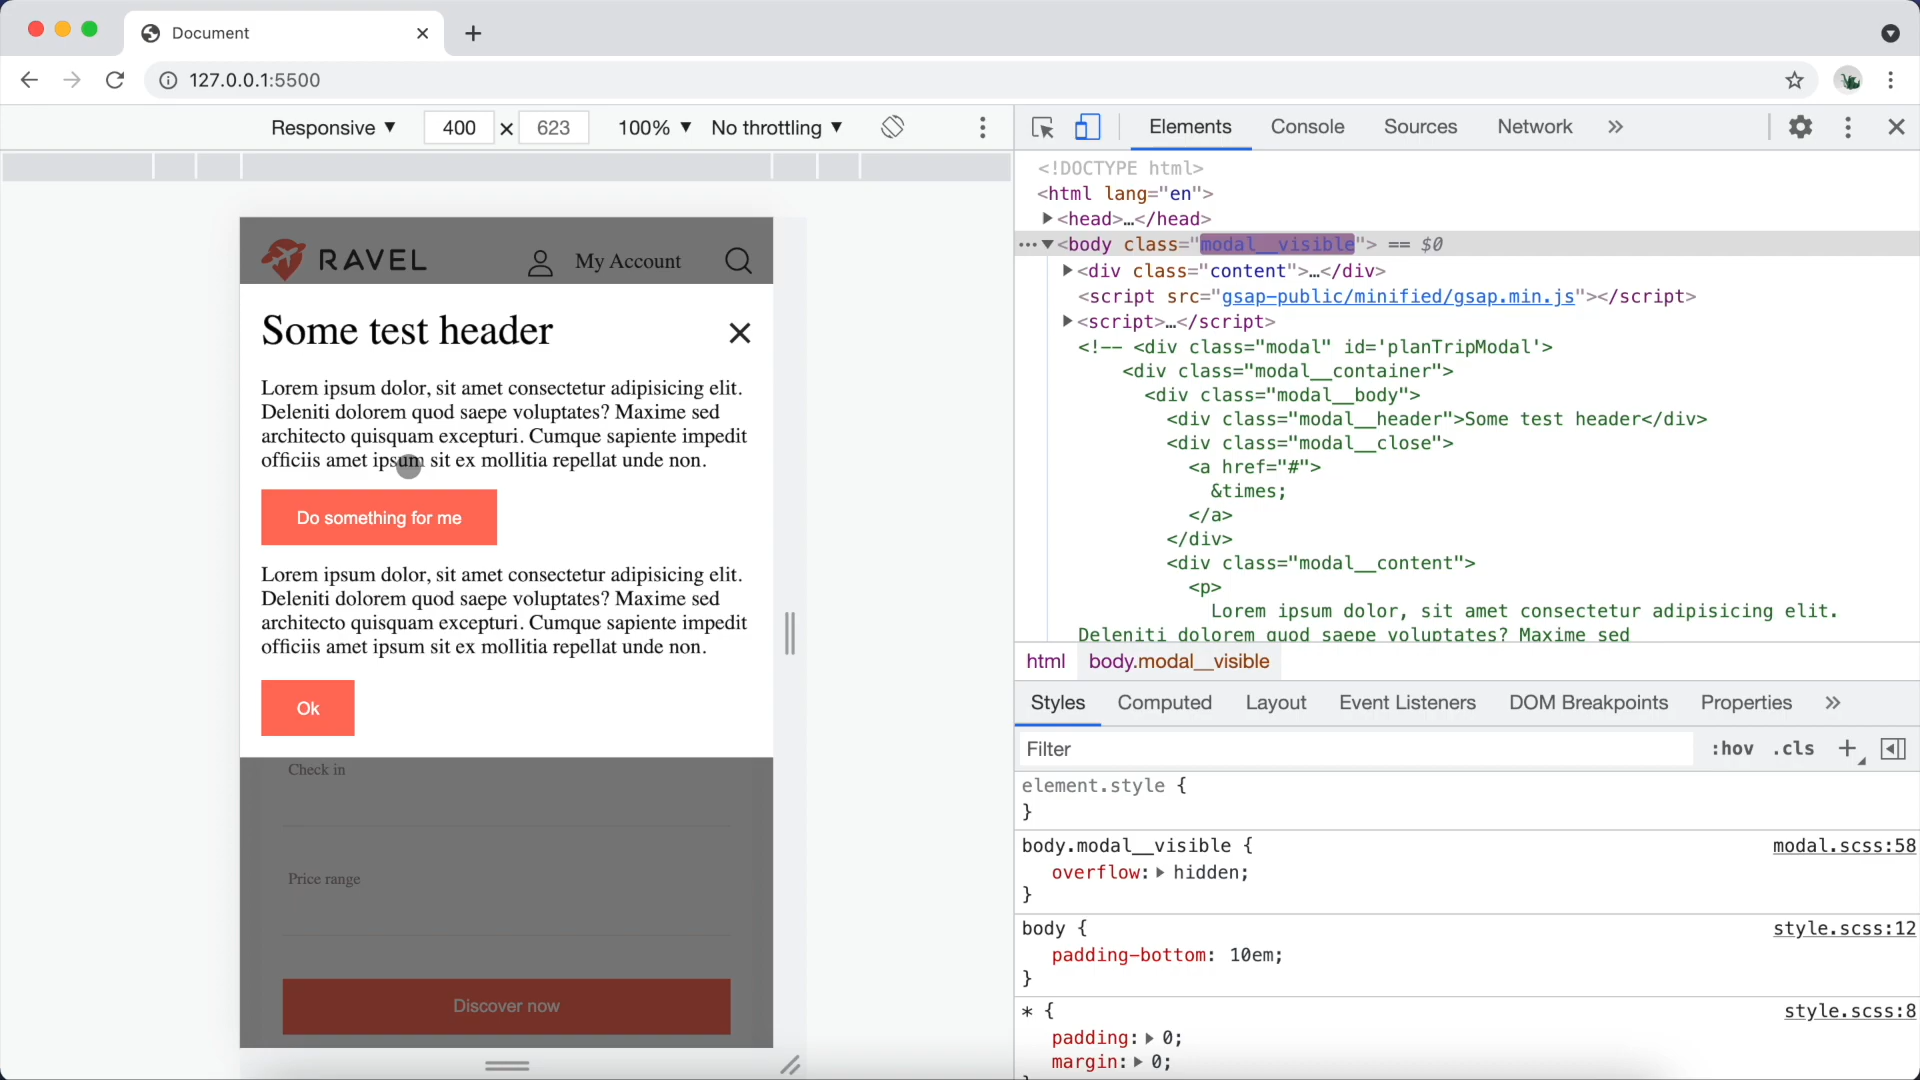 Document
127.0.0.1:5500
Responsive ▼ 400 × 623 100% ▼ No throttling ▼
Elements Console Sources Network »
RAVEL My Account
Some test header ×
Lorem ipsum dolor, sit amet consectetur adipisicing elit.
Deleniti dolorem quod saepe voluptates? Maxime sed
architecto quisquam excepturi. Cumque sapiente impedit
officiis amet ipsum sit ex mollitia repellat unde non.
Do something for me
Lorem ipsum dolor, sit amet consectetur adipisicing elit.
Deleniti dolorem quod saepe voluptates? Maxime sed
architecto quisquam excepturi. Cumque sapiente impedit
officiis amet ipsum sit ex mollitia repellat unde non.
Ok
Check in
Price range
Discover now
<!DOCTYPE html>
<html lang="en">
▶<head>…</head>
…▼<body class="modal__visible"> == $0
▶<div class="content">…</div>
<script src="gsap-public/minified/gsap.min.js"></script>
▶<script>…</script>
<!-- <div class="modal" id='planTripModal'>
<div class="modal__container">
<div class="modal__body">
<div class="modal__header">Some test header</div>
<div class="modal__close">
<a href="#">
&times;
</a>
</div>
<div class="modal__content">
<p>
Lorem ipsum dolor, sit amet consectetur adipisicing elit.
Deleniti dolorem quod saepe voluptates? Maxime sed
html body.modal__visible
Styles Computed Layout Event Listeners DOM Breakpoints Properties »
Filter :hov .cls +
element.style {
}
body.modal__visible { modal.scss:58
overflow:▶ hidden;
}
body { style.scss:12
padding-bottom: 10em;
}
* { style.scss:8
padding:▶ 0;
margin:▶ 0;
}